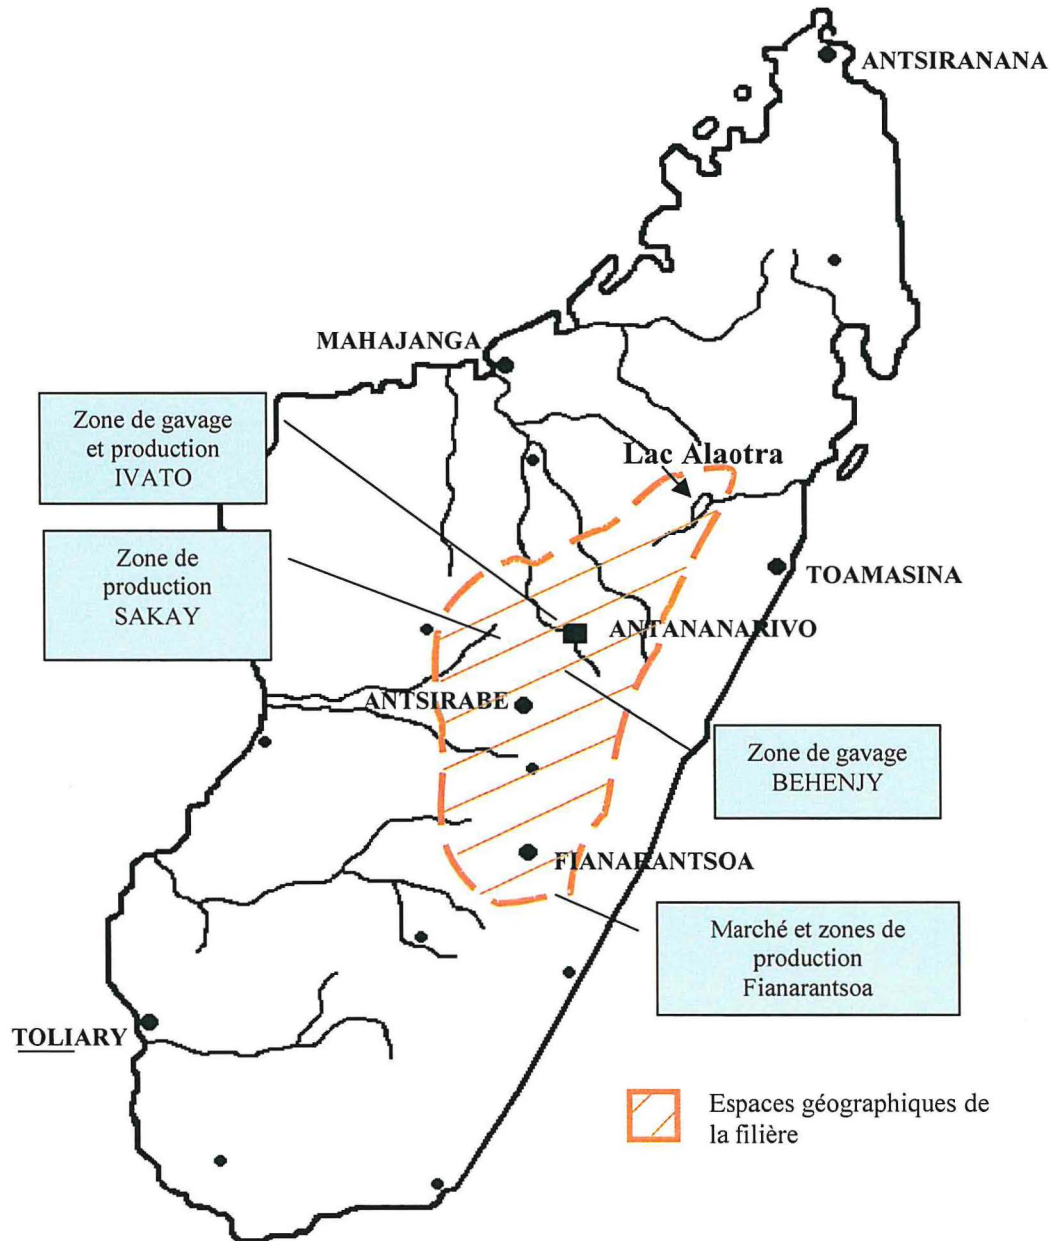 ANTSIRANANA
MAHAJANGA
Zone de gavage
et production
IVATO
Lac Alaotra
Zone de
production
SAKAY
TOAMASINA
ANTANANARIVO
ANTSIRABE
Zone de gavage
BEHENJY
FIANARANTSOA
Marché et zones de
production
Fianarantsoa
TOLIARY
Espaces géographiques de
la filière